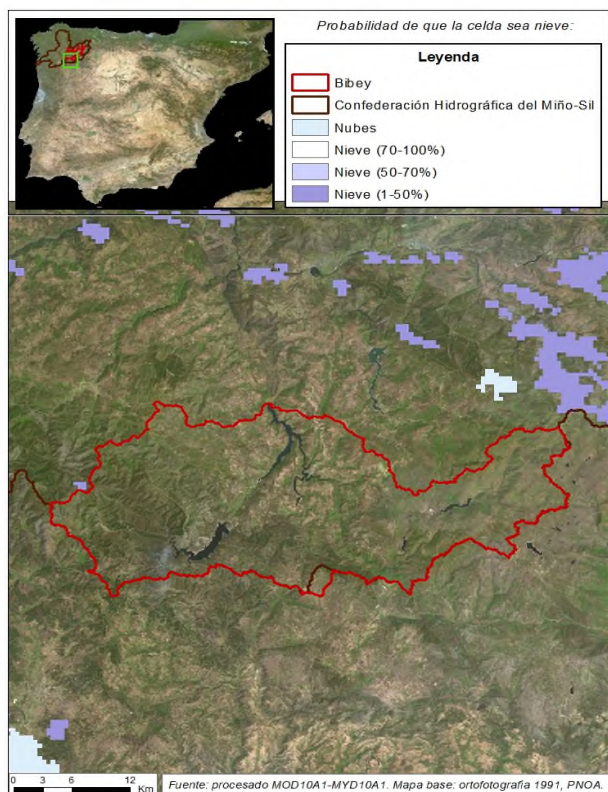 Probabilidad de que la celda sea nieve:
Leyenda
Bibey
Confederación Hidrográfica del Miño-Sil
Nubes
Nieve (70-100%)
Nieve (50-70%)
Nieve (1-50%)
0 3 6 12
Km
Fuente: procesado MOD10A1-MYD10A1. Mapa base: ortofotografía 1991, PNOA.